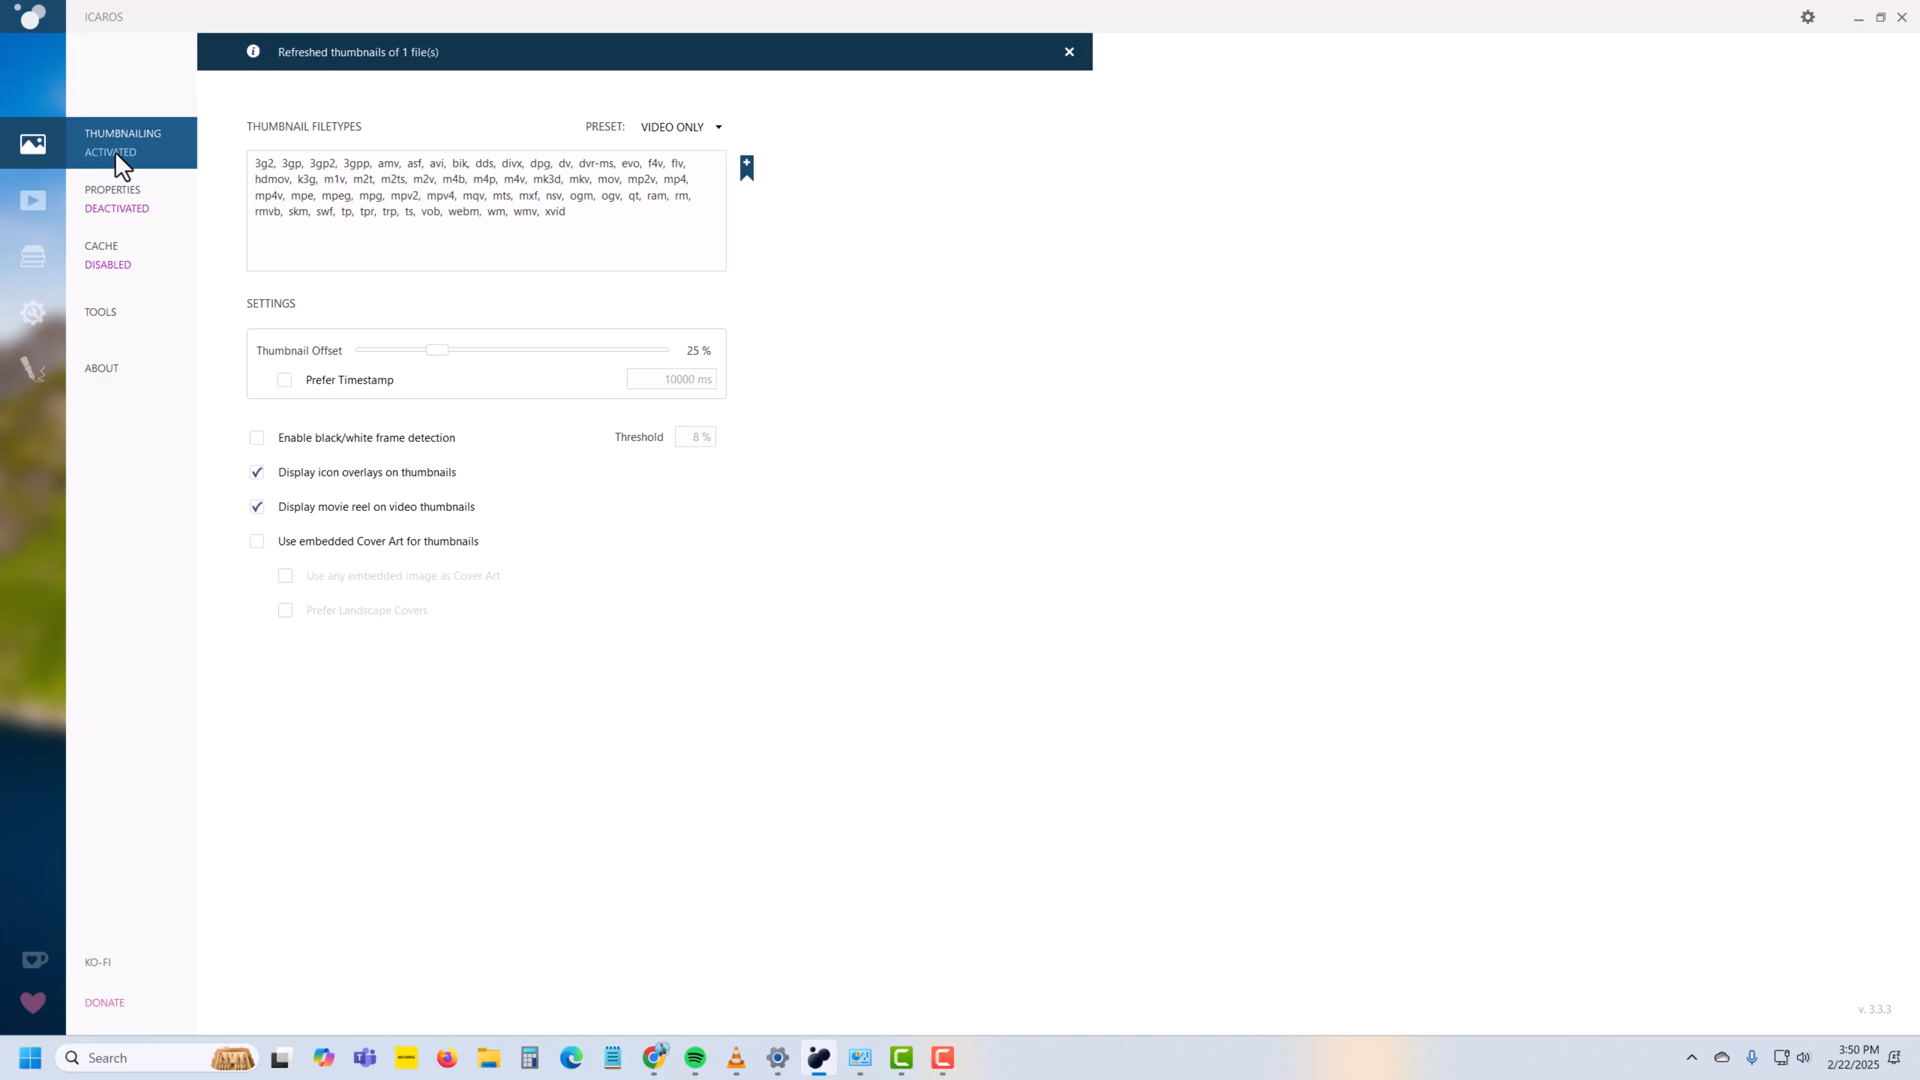 ICAROS
Refreshed thumbnails of 1 file(s)
THUMBNAILING
ACTIVATED
PROPERTIES
DEACTIVATED
CACHE
DISABLED
TOOLS
ABOUT
KO-FI
DONATE
THUMBNAIL FILETYPES
PRESET: VIDEO ONLY
3g2, 3gp, 3gp2, 3gpp, amv, asf, avi, bik, dds, divx, dpg, dv, dvr-ms, evo, f4v, flv,
hdmov, k3g, m1v, m2t, m2ts, m2v, m4b, m4p, m4v, mk3d, mkv, mov, mp2v, mp4,
mp4v, mpe, mpeg, mpg, mpv2, mpv4, mqv, mts, mxf, nsv, ogm, ogv, qt, ram, rm,
rmvb, skm, swf, tp, tpr, trp, ts, vob, webm, wm, wmv, xvid
SETTINGS
Thumbnail Offset 25 %
Prefer Timestamp 10000 ms
Enable black/white frame detection Threshold 8 %
Display icon overlays on thumbnails
Display movie reel on video thumbnails
Use embedded Cover Art for thumbnails
Use any embedded image as Cover Art
Prefer Landscape Covers
v. 3.3.3
Search
3:50 PM
2/22/2025